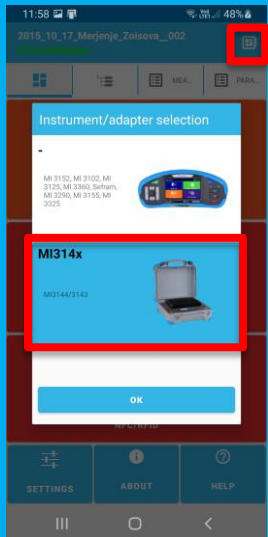 11:58 48%
2015_10_17_Merjenje_Zoisova__002
MEA...
PARA...
Instrument/adapter selection
-
MI 3152, MI 3102, MI
3125, MI 3360, Sefram,
MI 3290, MI 3155, MI
3325
MI314x
MI3144/3143
OK
NFC/RFID
SETTINGS
ABOUT
HELP